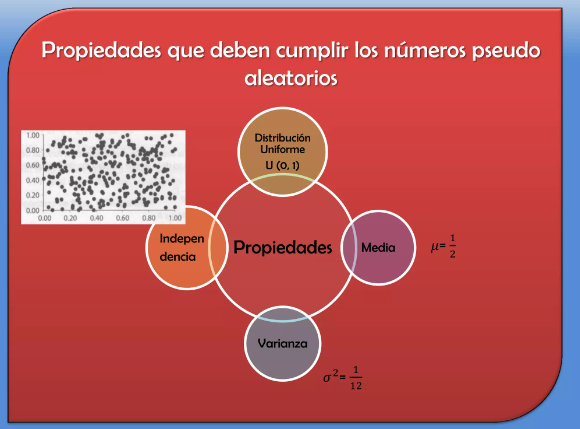 Propiedades que deben cumplir los números pseudo
aleatorios
1.00
0.80
0.60
0.40
0.20
0.00
0.00 0.20 0.40 0.60 0.80 1.00
Distribución
Uniforme
U (0, 1)
Indepen
dencia
Propiedades
Media
μ= 1/2
Varianza
σ²= 1/12